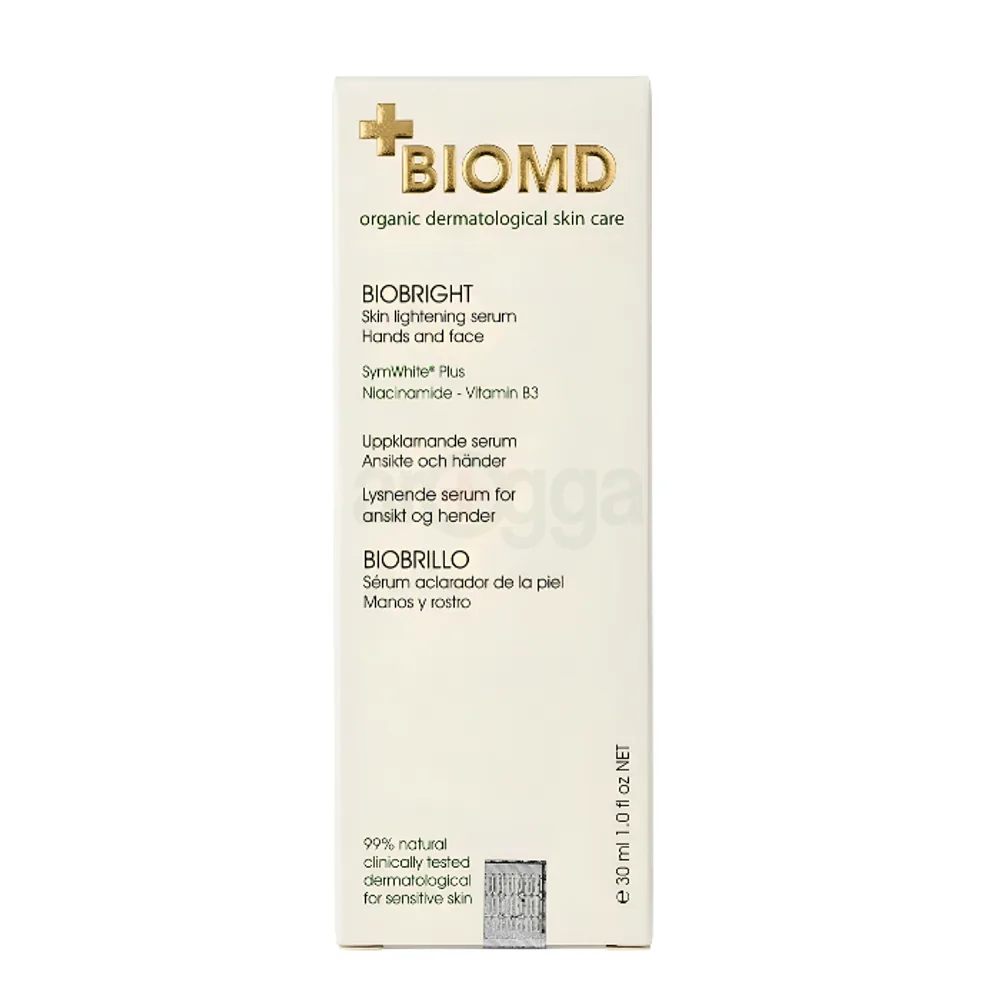 BIOMD
organic dermatological skin care
BIOBRIGHT
Skin lightening serum
Hands and face
SymWhite® Plus
Niacinamide - Vitamin B3
Uppklarnande serum
Ansikte och händer
arogga
Lysnende serum for
ansikt og hender
BIOBRILLO
Sérum aclarador de la piel
Manos y rostro
99% natural
clinically tested
dermatological
for sensitive skin
℮ 30 ml 1.0 fl oz NET